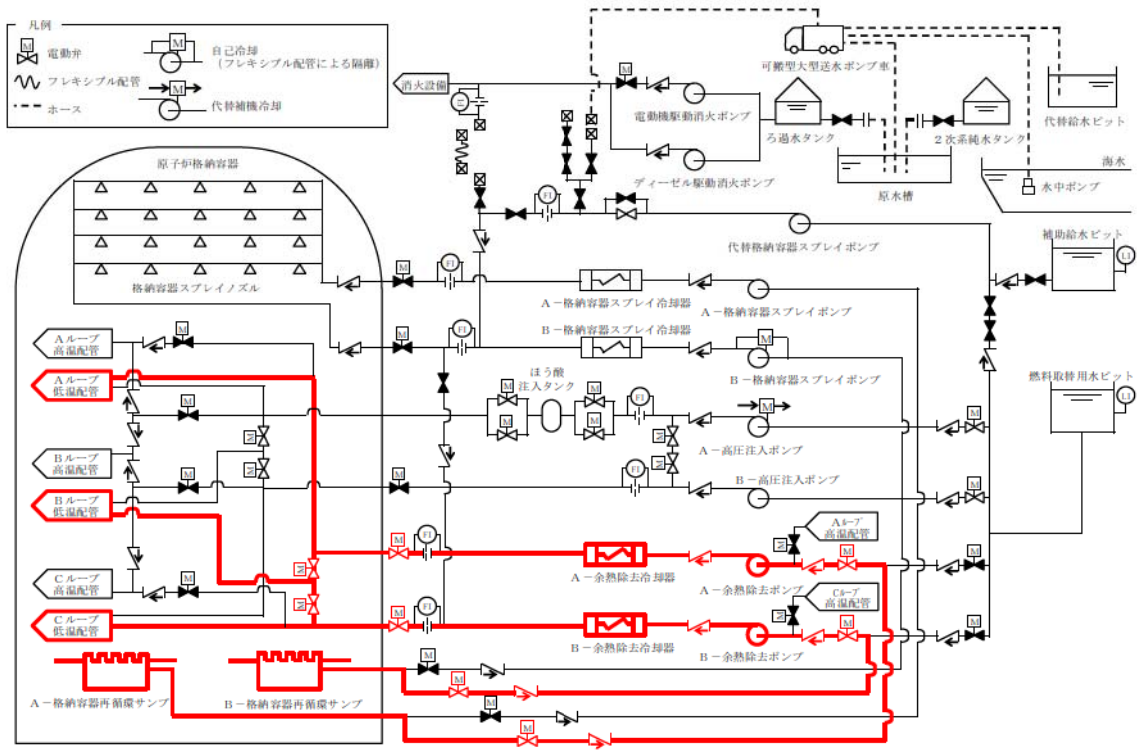 凡例
M
電動弁
M
自己冷却
(フレキシブル配管による隔離)
フレキシブル配管
M
代替補機冷却
ホース
消火設備
FI
M
電動機駆動消火ポンプ
ディーゼル駆動消火ポンプ
可搬型大型送水ポンプ車
ろ過水タンク
2次系純水タンク
代替給水ピット
原水槽
海水
水中ポンプ
原子炉格納容器
格納容器スプレイノズル
FI
代替格納容器スプレイポンプ
補助給水ピット
LI
M
FI
A-格納容器スプレイ冷却器
A-格納容器スプレイポンプ
B-格納容器スプレイ冷却器
M
FI
M
B-格納容器スプレイポンプ
燃料取替用水ピット
LI
Aループ
高温配管
M
Aループ
低温配管
M
ほう酸
注入タンク
M
M
M
M
FI
M
A-高圧注入ポンプ
M
M
M
M
M
Bループ
高温配管
M
M
FI
B-高圧注入ポンプ
M
Bループ
低温配管
M
M
FI
A-余熱除去冷却器
A-余熱除去ポンプ
M
Aループ
高温配管
M
M
Cループ
高温配管
M
M
Cループ
低温配管
M
FI
B-余熱除去冷却器
B-余熱除去ポンプ
M
Cループ
高温配管
M
M
M
M
A-格納容器再循環サンプ
B-格納容器再循環サンプ
M
M